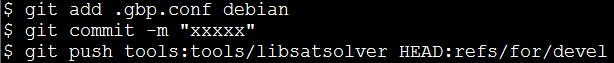 $ git add .gbp.conf debian
$ git commit -m "xxxxx"
$ git push tools:tools/libsatsolver HEAD:refs/for/devel